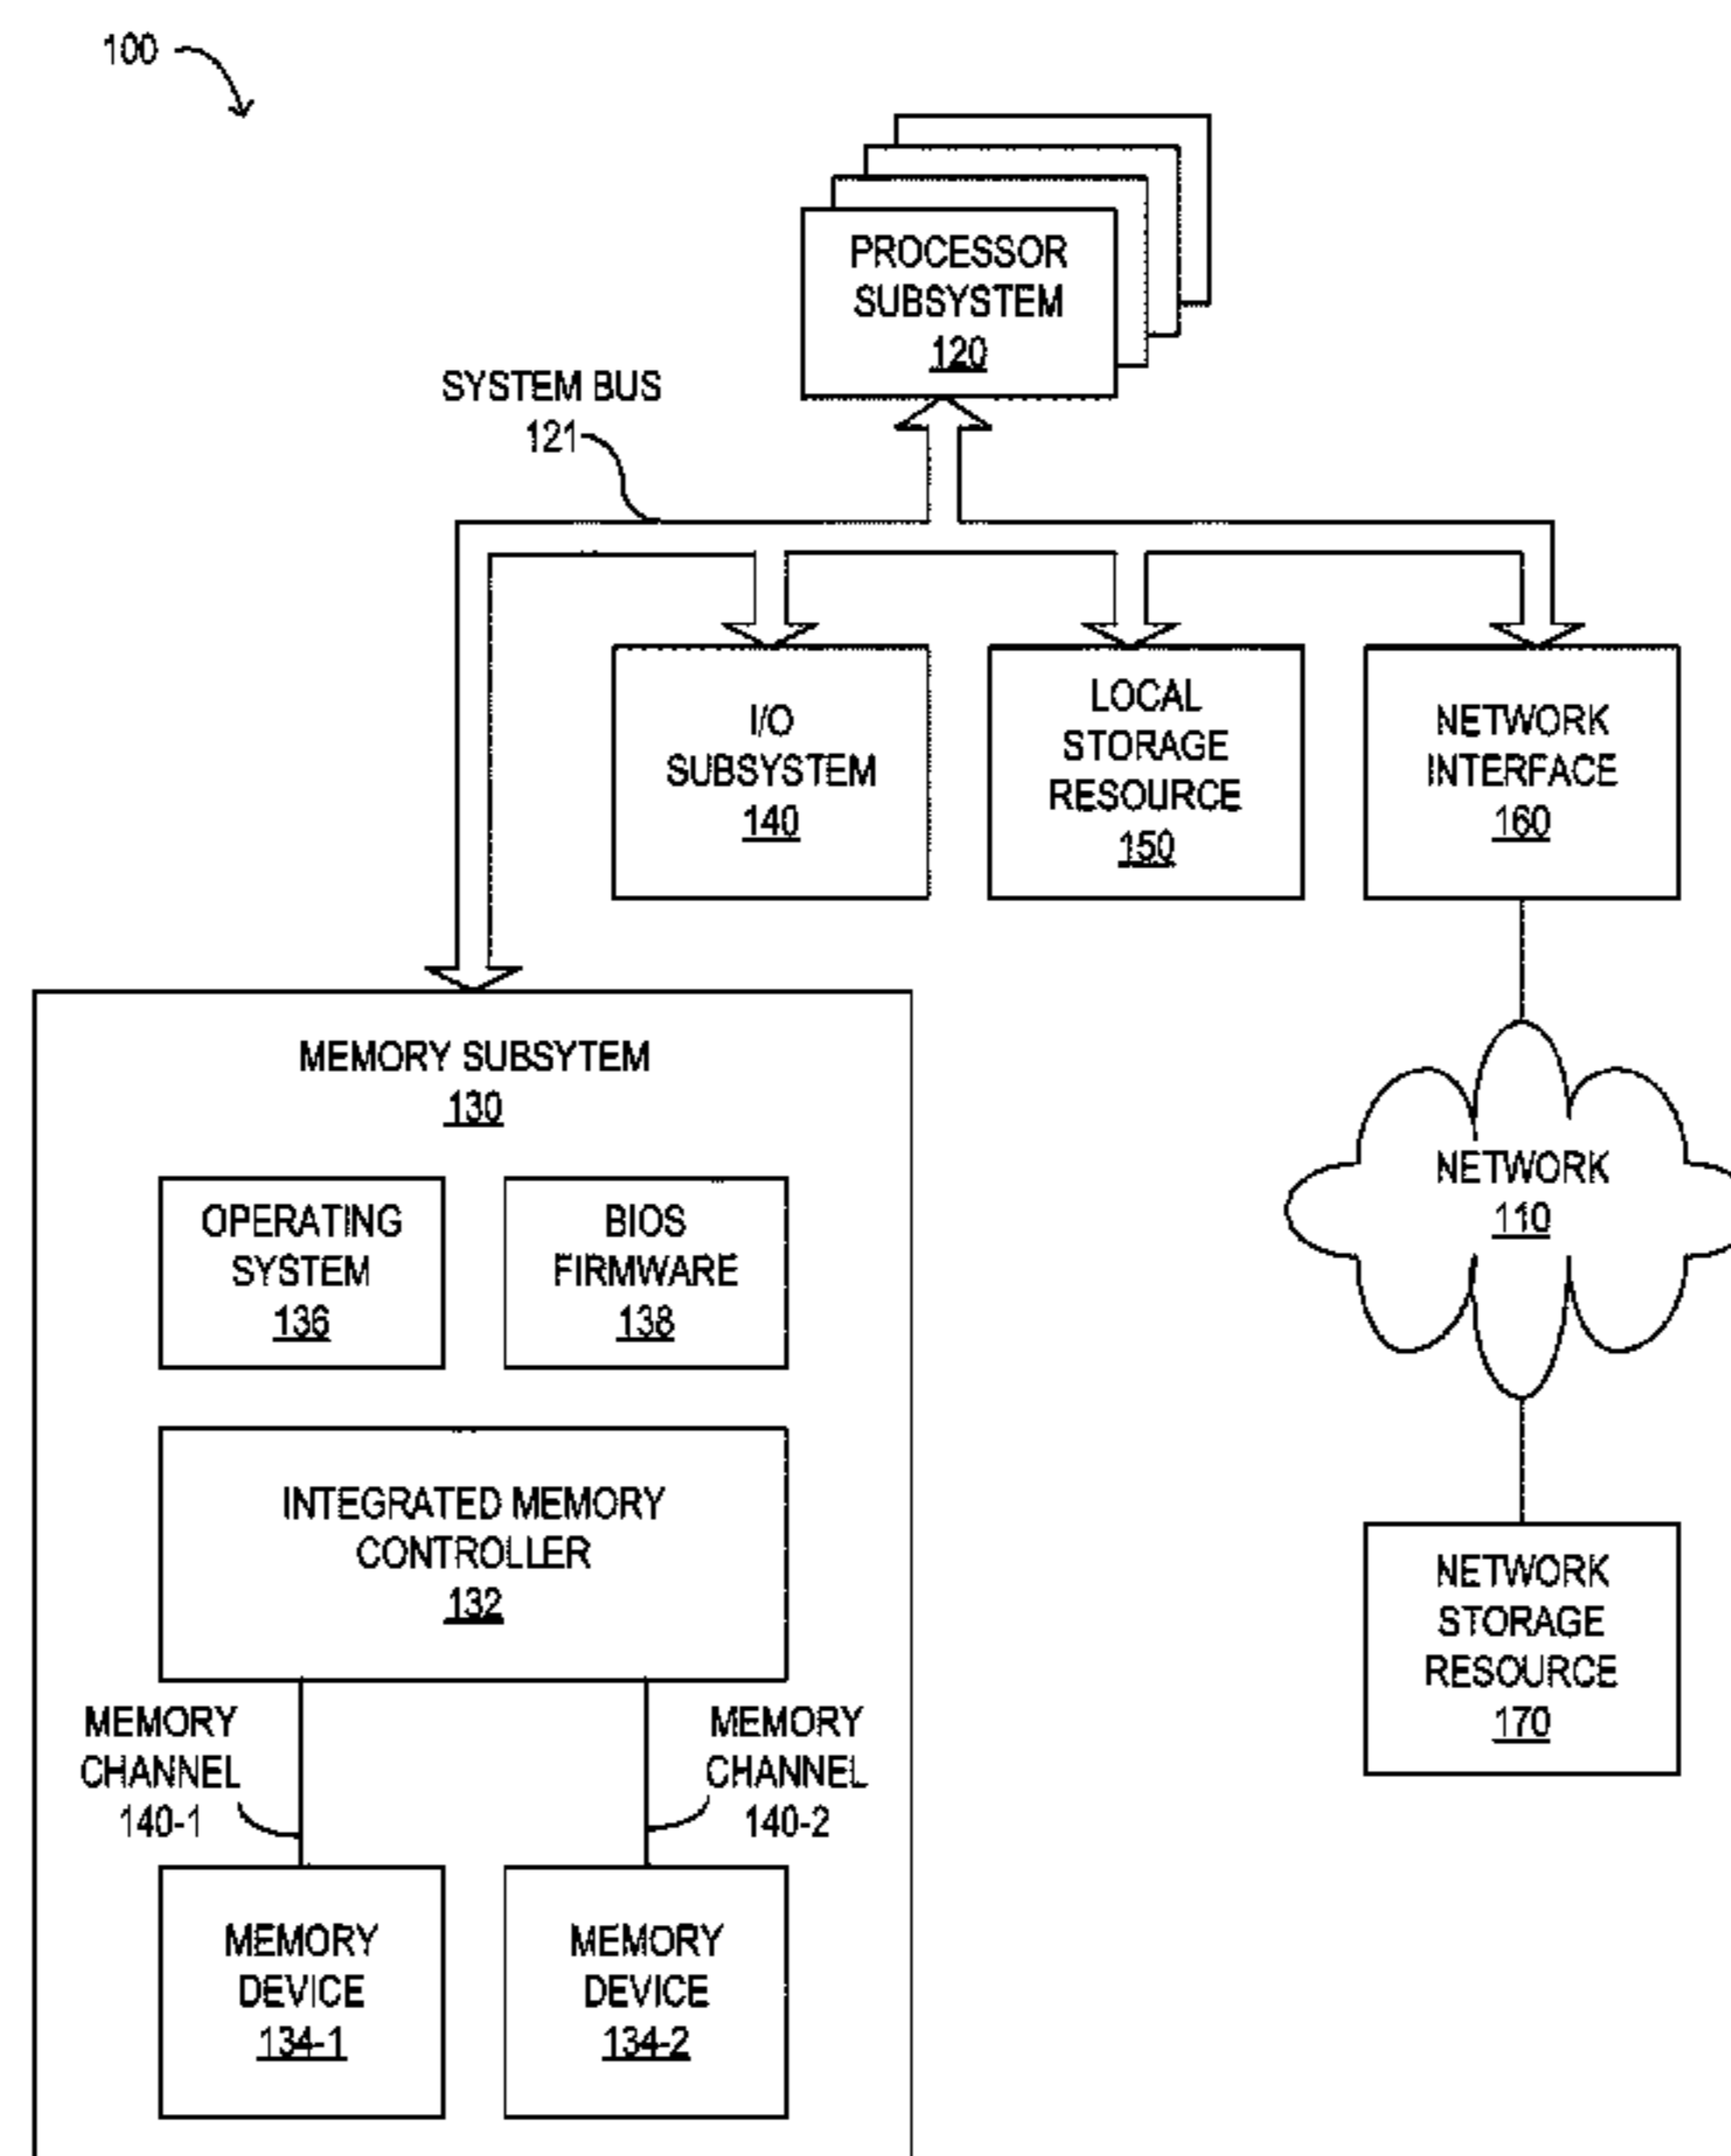 100
PROCESSOR
SUBSYSTEM
120
SYSTEM BUS
121
I/O
SUBSYSTEM
140
LOCAL
STORAGE
RESOURCE
150
NETWORK
INTERFACE
160
MEMORY SUBSYTEM
130
OPERATING
SYSTEM
136
BIOS
FIRMWARE
138
INTEGRATED MEMORY
CONTROLLER
132
MEMORY
CHANNEL
140-1
MEMORY
CHANNEL
140-2
MEMORY
DEVICE
134-1
MEMORY
DEVICE
134-2
NETWORK
110
NETWORK
STORAGE
RESOURCE
170